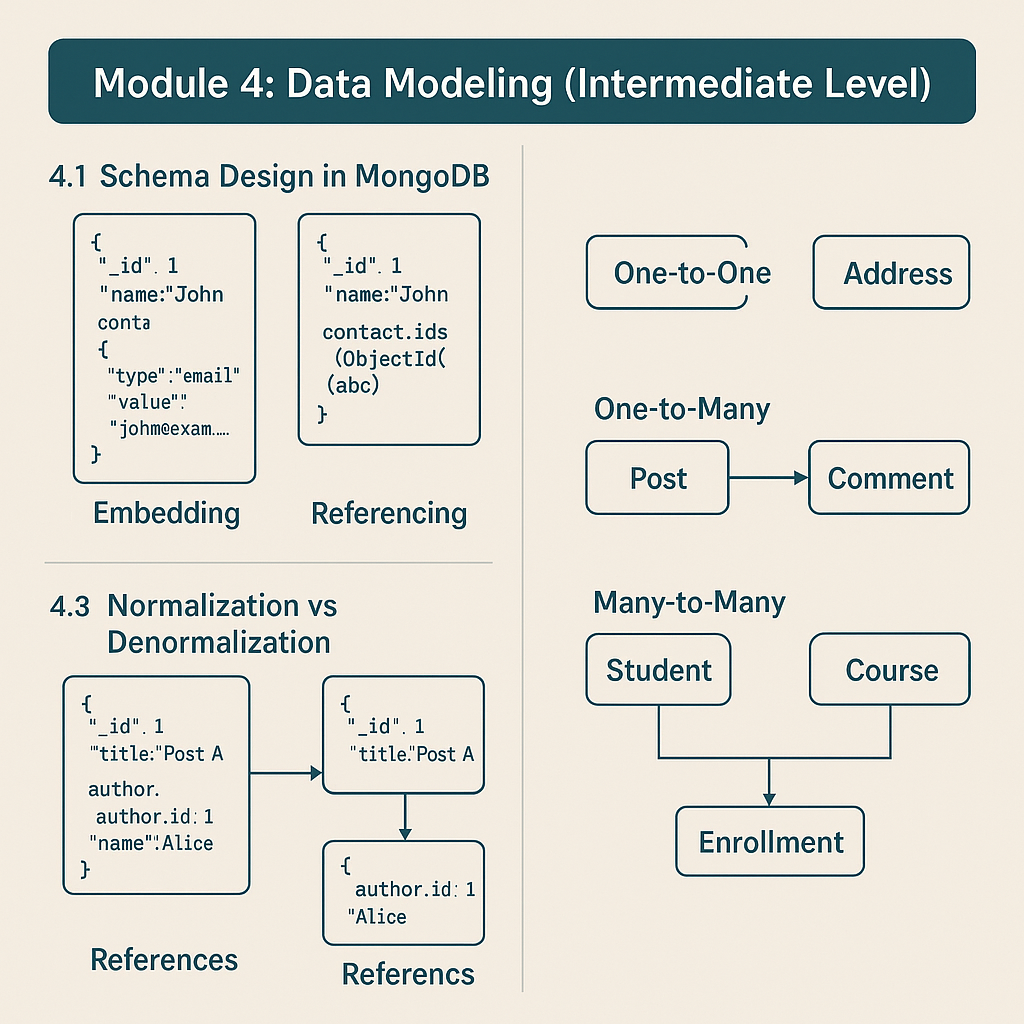 Module 4: Data Modeling (Intermediate Level)
4.1 Schema Design in MongoDB
{
"_id". 1
"name:"John
conta
{
"type":"email"
"value":"
"johm@exam....
}
Embedding
{
"_id". 1
"name:"John
contact.ids
(ObjectId(
(abc)
}
Referencing
4.3 Normalization vs
Denormalization
{
"_id". 1
"title:"Post A
author.
author.id: 1
"name":Alice
}
References
{
"_id". 1
"title."Post A
{
author.id: 1
"Alice
Referencs
One-to-One
Address
One-to-Many
Post
Comment
Many-to-Many
Student
Course
Enrollment